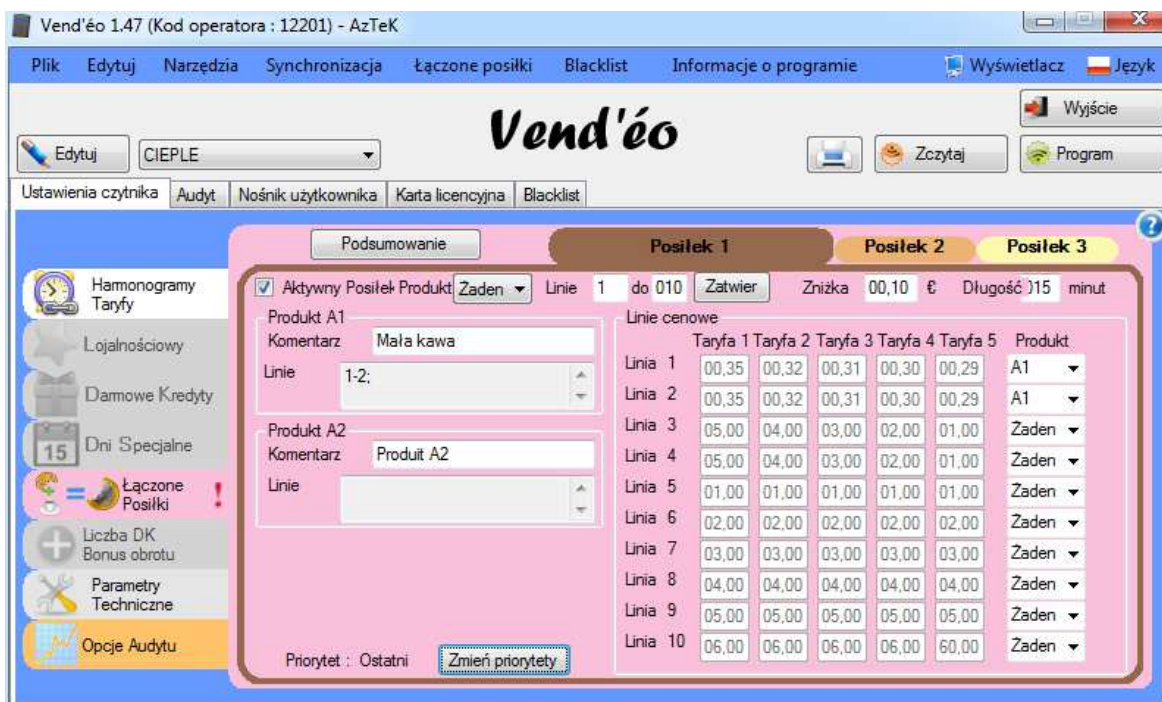 Vend'éo 1.47 (Kod operatora : 12201) - AzTeK
Plik Edytuj Narzędzia Synchronizacja Łączone posiłki Blacklist Informacje o programie Wyświetlacz Język
Vend'éo
Wyjście
Edytuj CIEPLE Zczytaj Program
Ustawienia czytnika Audyt Nośnik użytkownika Karta licencyjna Blacklist
Podsumowanie Posiłek 1 Posiłek 2 Posiłek 3
Harmonogramy
Taryfy
Lojalnościowy
Darmowe Kredyty
15 Dni Specjalne
= Łączone
Posiłki !
Liczba DK
Bonus obrotu
Parametry
Techniczne
Opcje Audytu
Aktywny Posiłek Produkt Żaden Linie 1 do 010 Zatwier Zniżka 00,10 € Długość 015 minut
Produkt A1
Komentarz Mała kawa
Linie 1-2;
Produkt A2
Komentarz Produit A2
Linie
Priorytet : Ostatni Zmień priorytety
Linie cenowe
Taryfa 1 Taryfa 2 Taryfa 3 Taryfa 4 Taryfa 5 Produkt
Linia 1 00,35 00,32 00,31 00,30 00,29 A1
Linia 2 00,35 00,32 00,31 00,30 00,29 A1
Linia 3 05,00 04,00 03,00 02,00 01,00 Żaden
Linia 4 05,00 04,00 03,00 02,00 01,00 Żaden
Linia 5 01,00 01,00 01,00 01,00 01,00 Żaden
Linia 6 02,00 02,00 02,00 02,00 02,00 Żaden
Linia 7 03,00 03,00 03,00 03,00 03,00 Żaden
Linia 8 04,00 04,00 04,00 04,00 04,00 Żaden
Linia 9 05,00 05,00 05,00 05,00 05,00 Żaden
Linia 10 06,00 06,00 06,00 06,00 60,00 Żaden